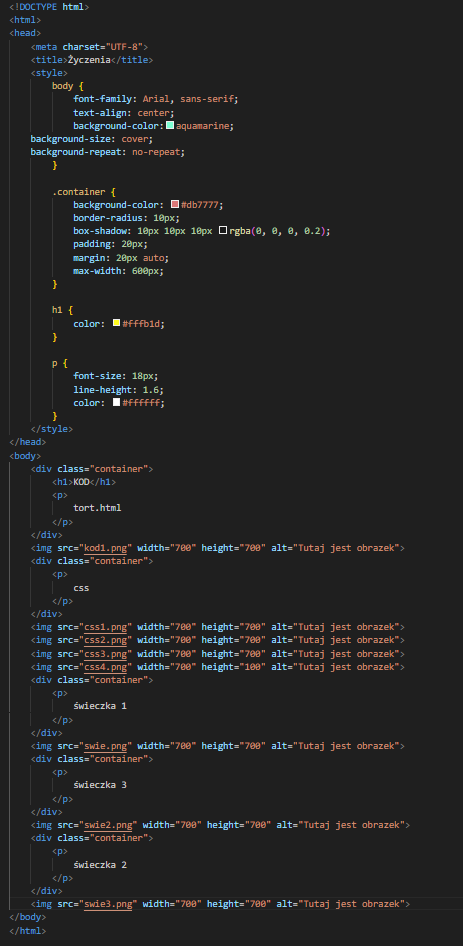 <!DOCTYPE html>
<html>
<head>
    <meta charset="UTF-8">
    <title>Życzenia</title>
    <style>
        body {
            font-family: Arial, sans-serif;
            text-align: center;
            background-color: aquamarine;
    background-size: cover;
    background-repeat: no-repeat;
        }

        .container {
            background-color: #db7777;
            border-radius: 10px;
            box-shadow: 10px 10px 10px rgba(0, 0, 0, 0.2);
            padding: 20px;
            margin: 20px auto;
            max-width: 600px;
        }

        h1 {
            color: #fffb1d;
        }

        p {
            font-size: 18px;
            line-height: 1.6;
            color: #ffffff;
        }
    </style>
</head>
<body>
    <div class="container">
        <h1>KOD</h1>
        <p>
            tort.html
        </p>
    </div>
    <img src="kod1.png" width="700" height="700" alt="Tutaj jest obrazek">
    <div class="container">
        <p>
            css
        </p>
    </div>
    <img src="css1.png" width="700" height="700" alt="Tutaj jest obrazek">
    <img src="css2.png" width="700" height="700" alt="Tutaj jest obrazek">
    <img src="css3.png" width="700" height="700" alt="Tutaj jest obrazek">
    <img src="css4.png" width="700" height="100" alt="Tutaj jest obrazek">
    <div class="container">
        <p>
            świeczka 1
        </p>
    </div>
    <img src="swie.png" width="700" height="700" alt="Tutaj jest obrazek">
    <div class="container">
        <p>
            świeczka 3
        </p>
    </div>
    <img src="swie2.png" width="700" height="700" alt="Tutaj jest obrazek">
    <div class="container">
        <p>
            świeczka 2
        </p>
    </div>
    <img src="swie3.png" width="700" height="700" alt="Tutaj jest obrazek">
</body>
</html>